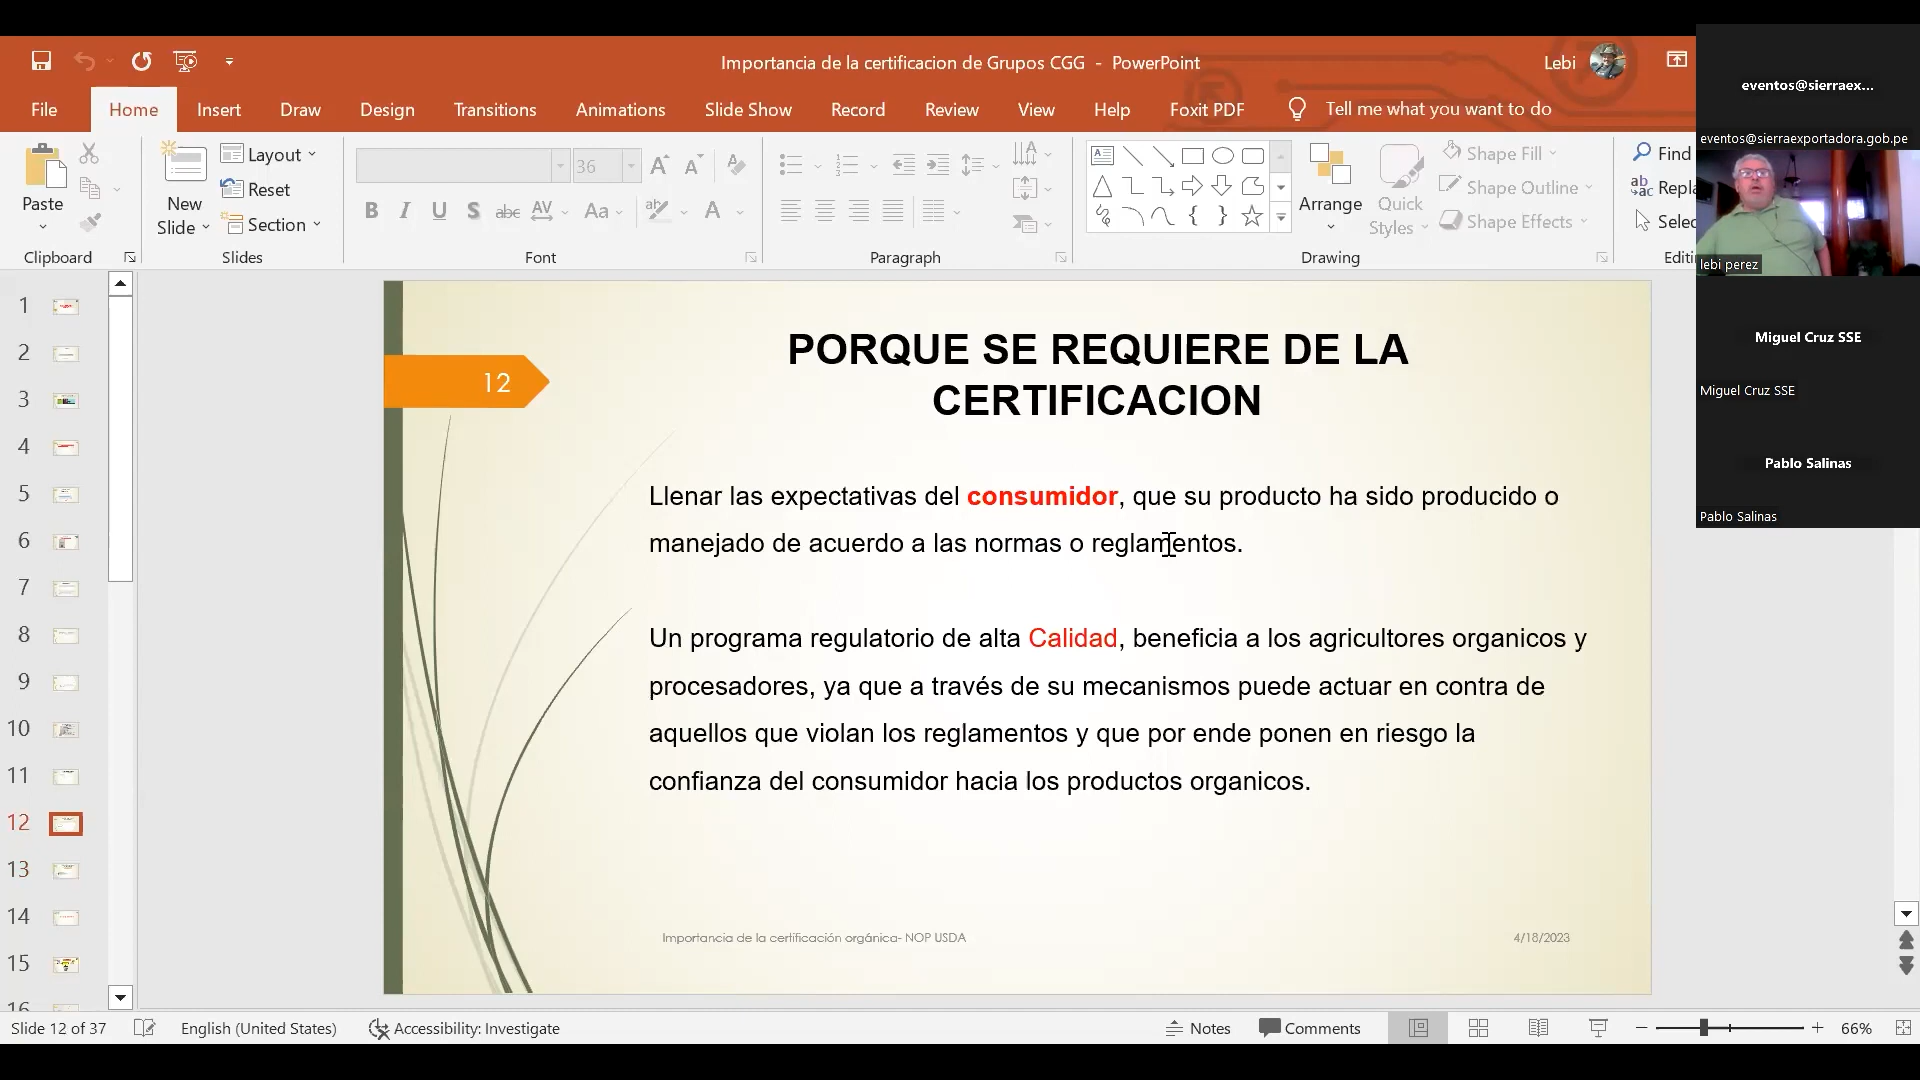 Importancia de la certificacion de Grupos CGG - PowerPoint
Lebi
File
Home
Insert
Draw
Design
Transitions
Animations
Slide Show
Record
Review
View
Help
Foxit PDF
Tell me what you want to do
Paste
Clipboard
New
Slide
Layout
Reset
Section
Slides
36
B
I
U
S
abc
AV
Aa
A
Font
Paragraph
Arrange
Quick
Styles
Shape Fill
Shape Outline
Shape Effects
Drawing
Find
Repla
Selec
Editi
eventos@sierraex...
eventos@sierraexportadora.gob.pe
lebi perez
Miguel Cruz SSE
Miguel Cruz SSE
Pablo Salinas
Pablo Salinas
1
2
3
4
5
6
7
8
9
10
11
12
13
14
15
16
12
PORQUE SE REQUIERE DE LA
CERTIFICACION
Llenar las expectativas del consumidor, que su producto ha sido producido o
manejado de acuerdo a las normas o reglamentos.
Un programa regulatorio de alta Calidad, beneficia a los agricultores organicos y
procesadores, ya que a través de su mecanismos puede actuar en contra de
aquellos que violan los reglamentos y que por ende ponen en riesgo la
confianza del consumidor hacia los productos organicos.
Importancia de la certificación orgánica- NOP USDA
4/18/2023
Slide 12 of 37
English (United States)
Accessibility: Investigate
Notes
Comments
66%